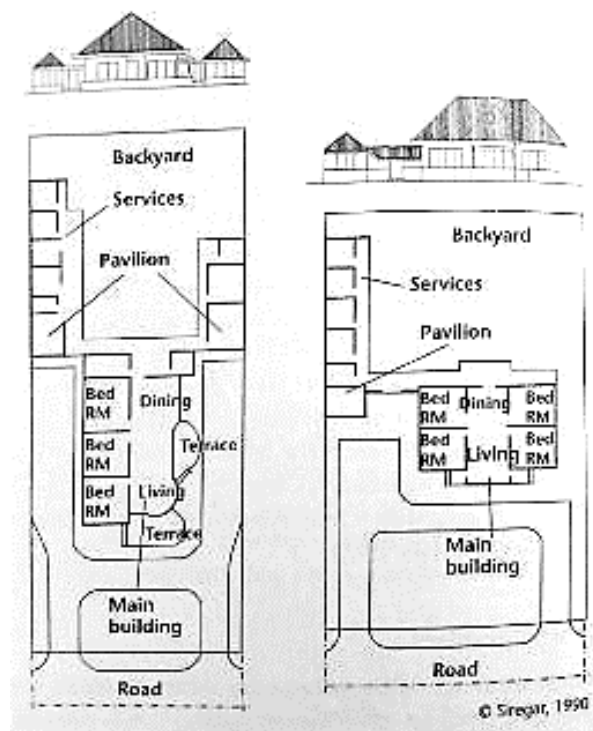 Backyard
Services
Pavilion
Bed
RM
Dining
Bed
RM
Terrace
Bed
RM
Living
Terrace
Main
building
Road
Backyard
Services
Pavilion
Bed
RM
Dining
Bed
RM
Bed
RM
Living
Bed
RM
Main
building
Road
© Siregar, 1990